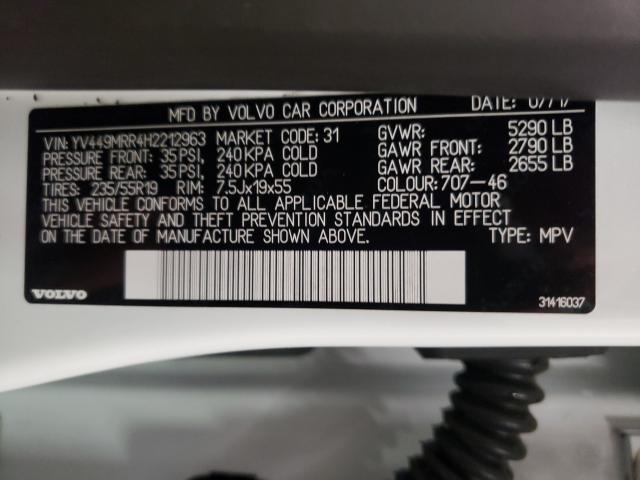 MFD BY VOLVO CAR CORPORATION DATE: 07/17
VIN: YV449MRR4H2212963 MARKET CODE: 31 GVWR: 5290 LB
PRESSURE FRONT: 35 PSI, 240 KPA COLD GAWR FRONT: 2790 LB
PRESSURE REAR: 35 PSI, 240 KPA COLD GAWR REAR: 2655 LB
TIRES: 235/55R19 RIM: 7.5Jx19x55 COLOUR: 707-46
THIS VEHICLE CONFORMS TO ALL APPLICABLE FEDERAL MOTOR
VEHICLE SAFETY AND THEFT PREVENTION STANDARDS IN EFFECT
ON THE DATE OF MANUFACTURE SHOWN ABOVE. TYPE: MPV
VOLVO 31416037